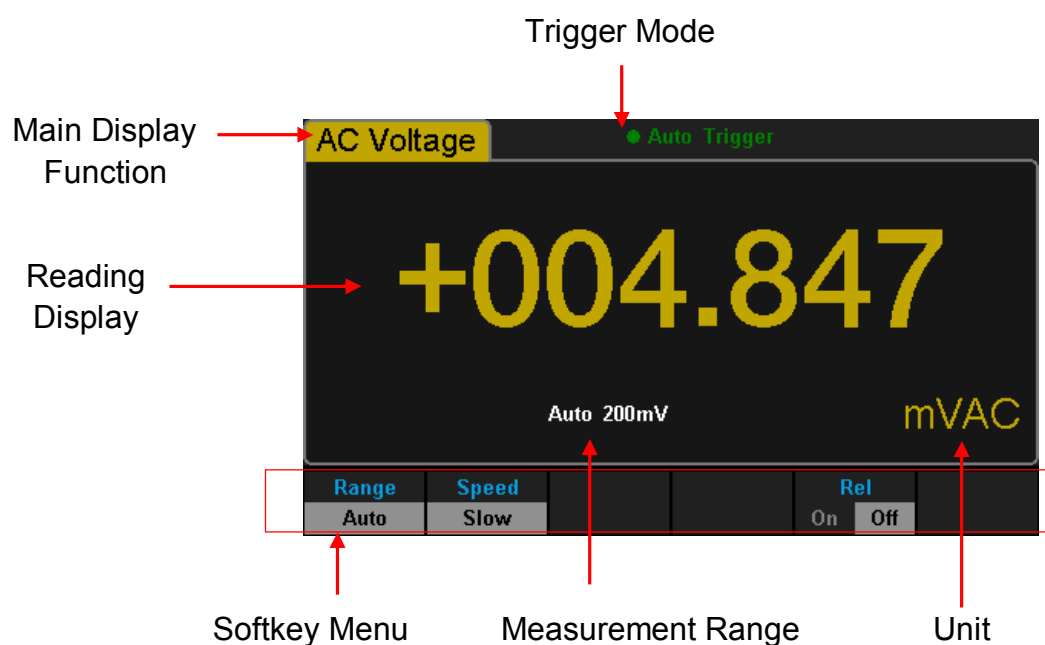 Trigger Mode
Main Display
Function
AC Voltage
Auto Trigger
Reading
Display
+004.847
Auto 200mV
mVAC
Range
Speed
Rel
Auto
Slow
On
Off
Softkey Menu
Measurement Range
Unit